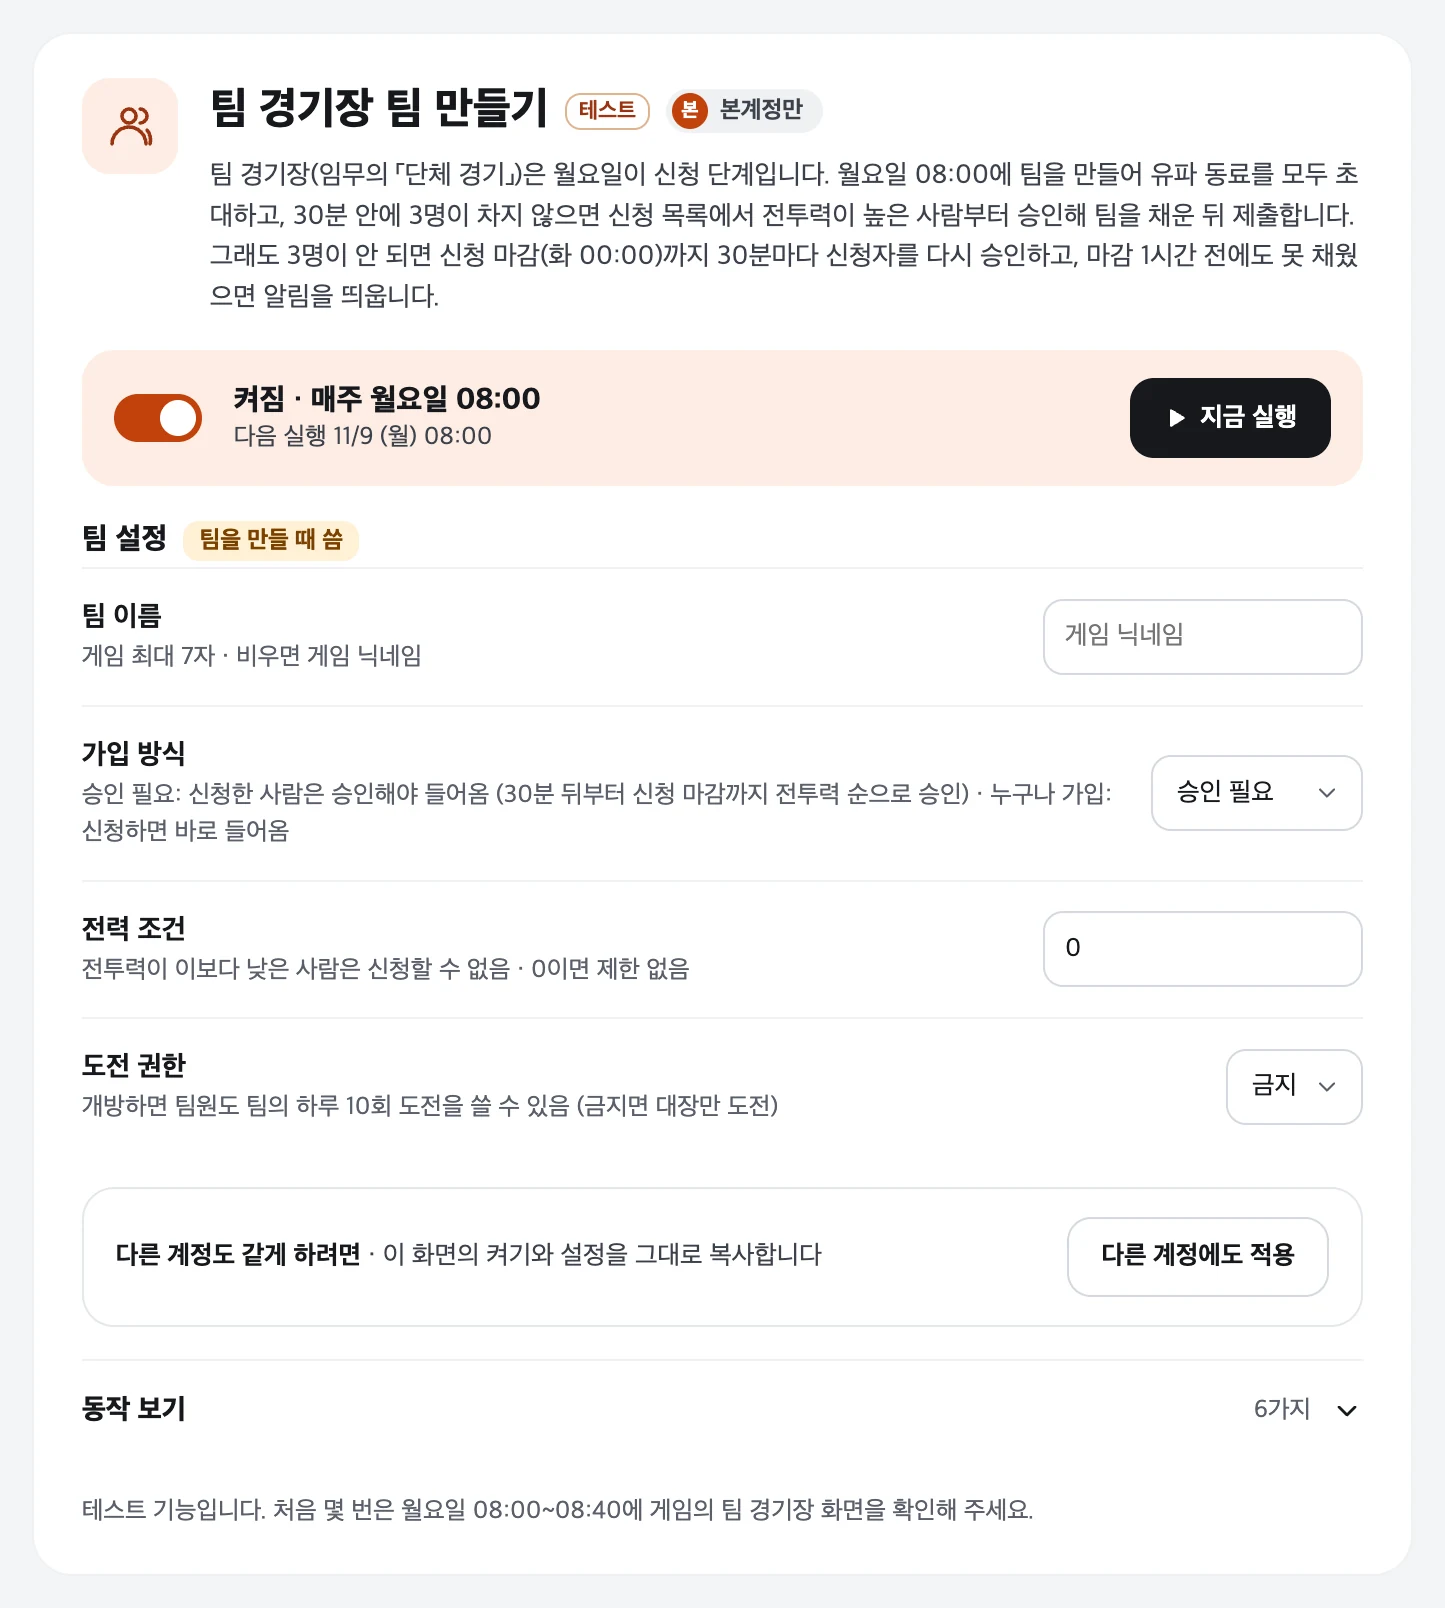 팀 경기장 팀 만들기 테스트 본 본계정만
팀 경기장(임무의 「단체 경기」)은 월요일이 신청 단계입니다. 월요일 08:00에 팀을 만들어 유파 동료를 모두 초
대하고, 30분 안에 3명이 차지 않으면 신청 목록에서 전투력이 높은 사람부터 승인해 팀을 채운 뒤 제출합니다.
그래도 3명이 안 되면 신청 마감(화 00:00)까지 30분마다 신청자를 다시 승인하고, 마감 1시간 전에도 못 채웠
으면 알림을 띄웁니다.
켜짐 · 매주 월요일 08:00
다음 실행 11/9 (월) 08:00
▶ 지금 실행
팀 설정 팀을 만들 때 씀
팀 이름
게임 최대 7자 · 비우면 게임 닉네임
게임 닉네임
가입 방식
승인 필요: 신청한 사람은 승인해야 들어옴 (30분 뒤부터 신청 마감까지 전투력 순으로 승인) · 누구나 가입:
신청하면 바로 들어옴
승인 필요
전력 조건
전투력이 이보다 낮은 사람은 신청할 수 없음 · 0이면 제한 없음
0
도전 권한
개방하면 팀원도 팀의 하루 10회 도전을 쓸 수 있음 (금지면 대장만 도전)
금지
다른 계정도 같게 하려면 · 이 화면의 켜기와 설정을 그대로 복사합니다
다른 계정에도 적용
동작 보기
6가지
테스트 기능입니다. 처음 몇 번은 월요일 08:00~08:40에 게임의 팀 경기장 화면을 확인해 주세요.